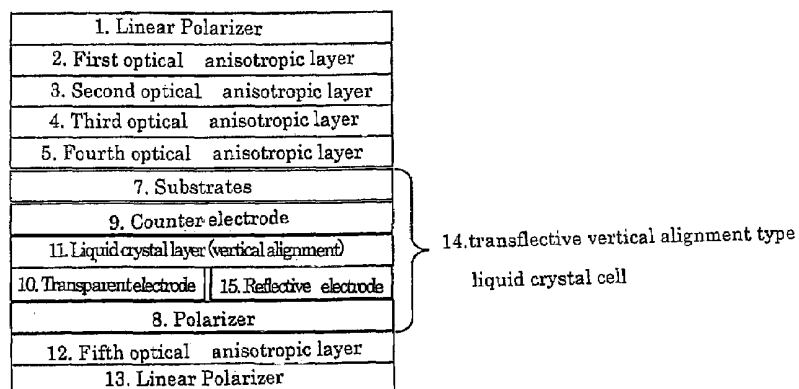 1. Linear Polarizer
2. First optical anisotropic layer
3. Second optical anisotropic layer
4. Third optical anisotropic layer
5. Fourth optical anisotropic layer
7. Substrates
9. Counter electrode
11. Liquid crystal layer (vertical alignment)
10. Transparent electrode 15. Reflective electrode
8. Polarizer
12. Fifth optical anisotropic layer
13. Linear Polarizer
14.transflective vertical alignment type
liquid crystal cell